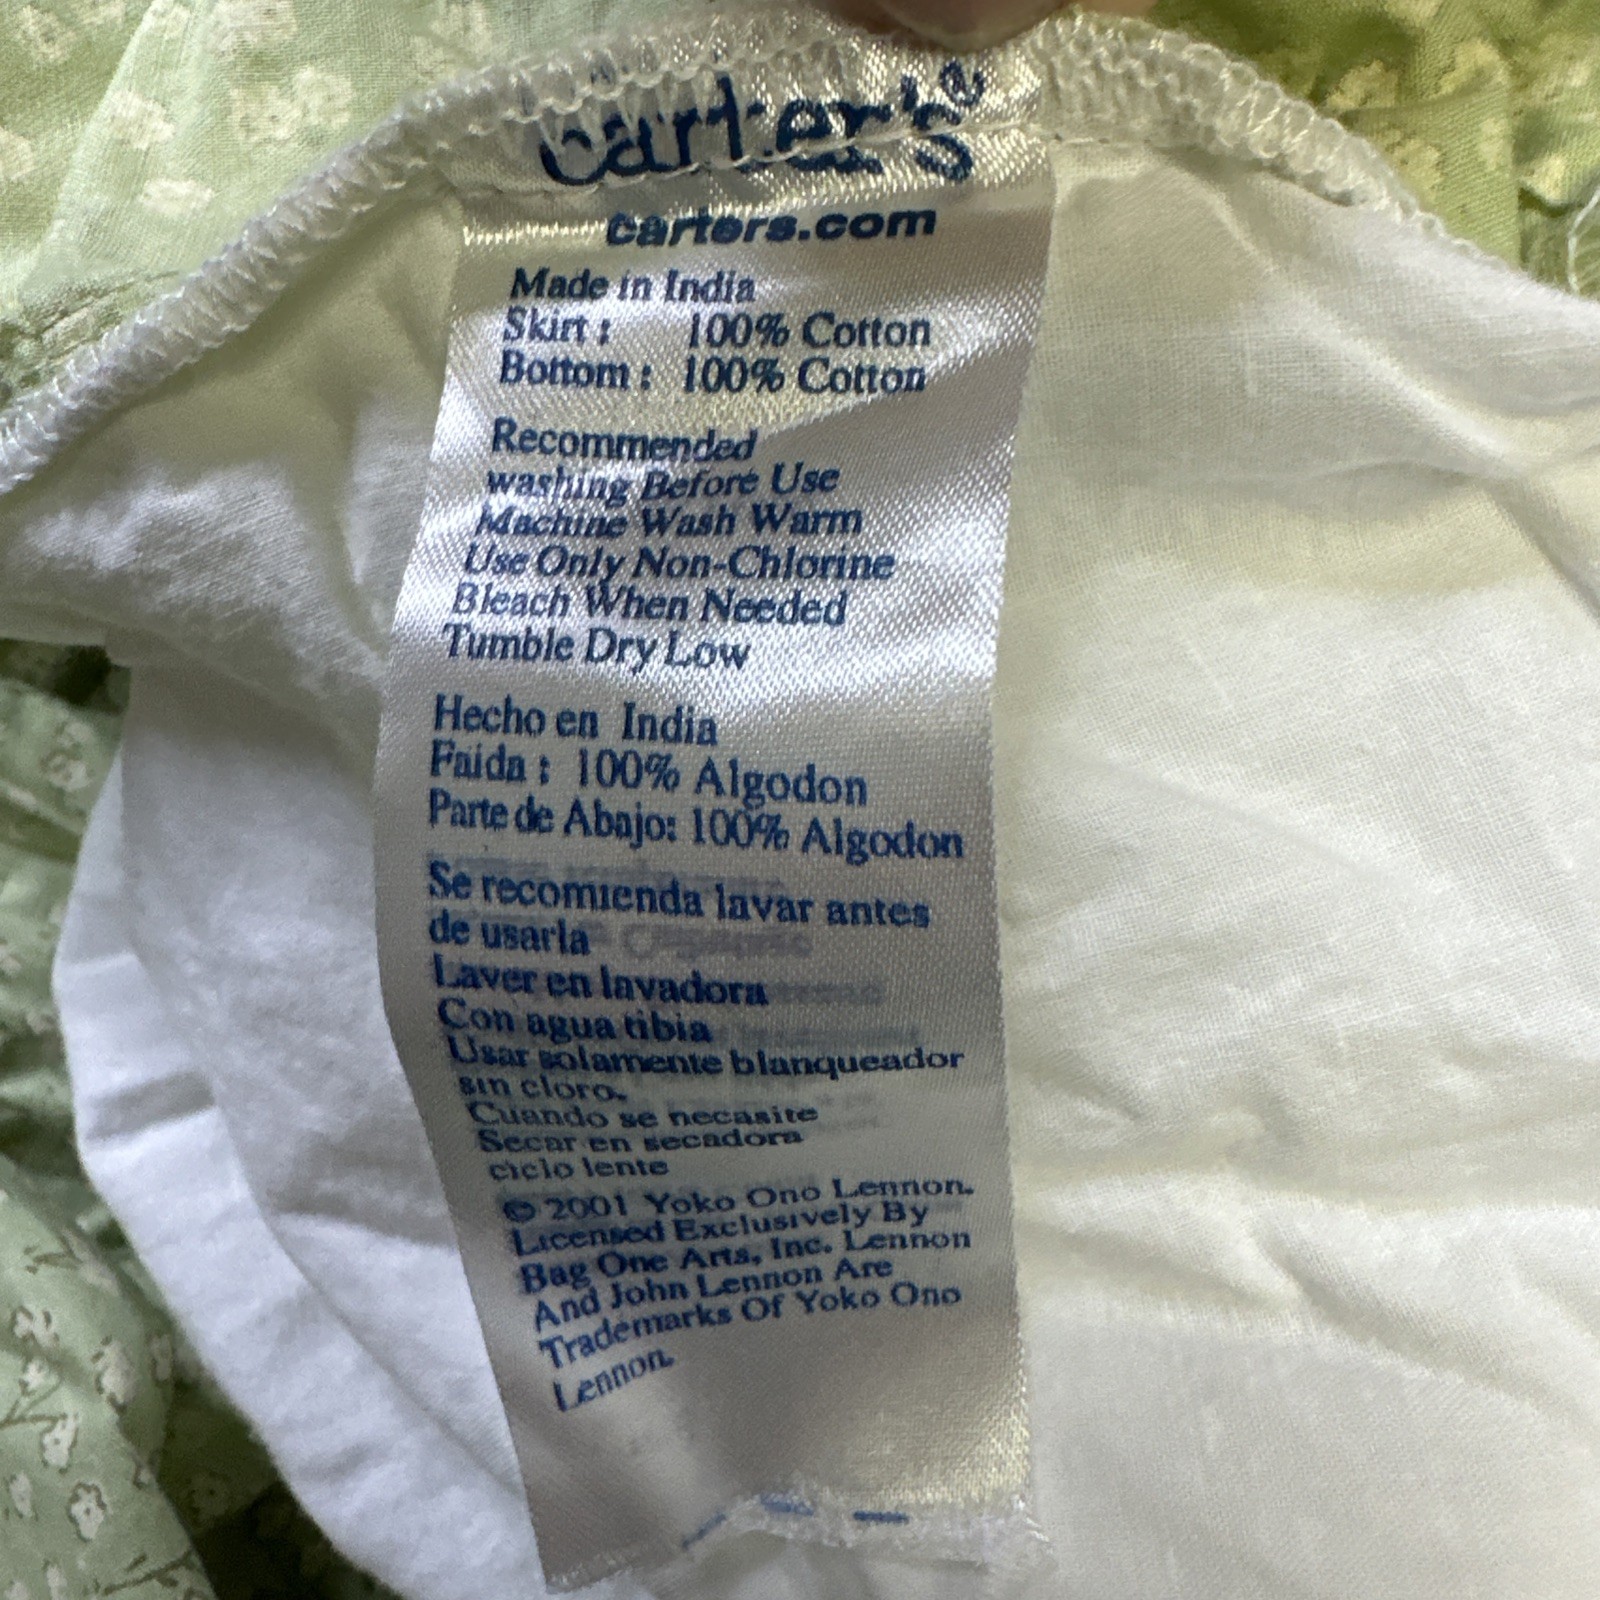 carter's®
carters.com
Made in India
Skirt : 100% Cotton
Bottom : 100% Cotton
Recommended
washing Before Use
Machine Wash Warm
Use Only Non-Chlorine
Bleach When Needed
Tumble Dry Low
Hecho en India
Faida : 100% Algodon
Parte de Abajo: 100% Algodon
Se recomienda lavar antes
de usarla
Laver en lavadora
Con agua tibia
Usar solamente blanqueador
sin cloro.
Cuando se necasite
Secar en secadora
ciclo lente
© 2001 Yoko Ono Lennon.
Licensed Exclusively By
Bag One Arts, Inc. Lennon
And John Lennon Are
Trademarks Of Yoko Ono
Lennon.